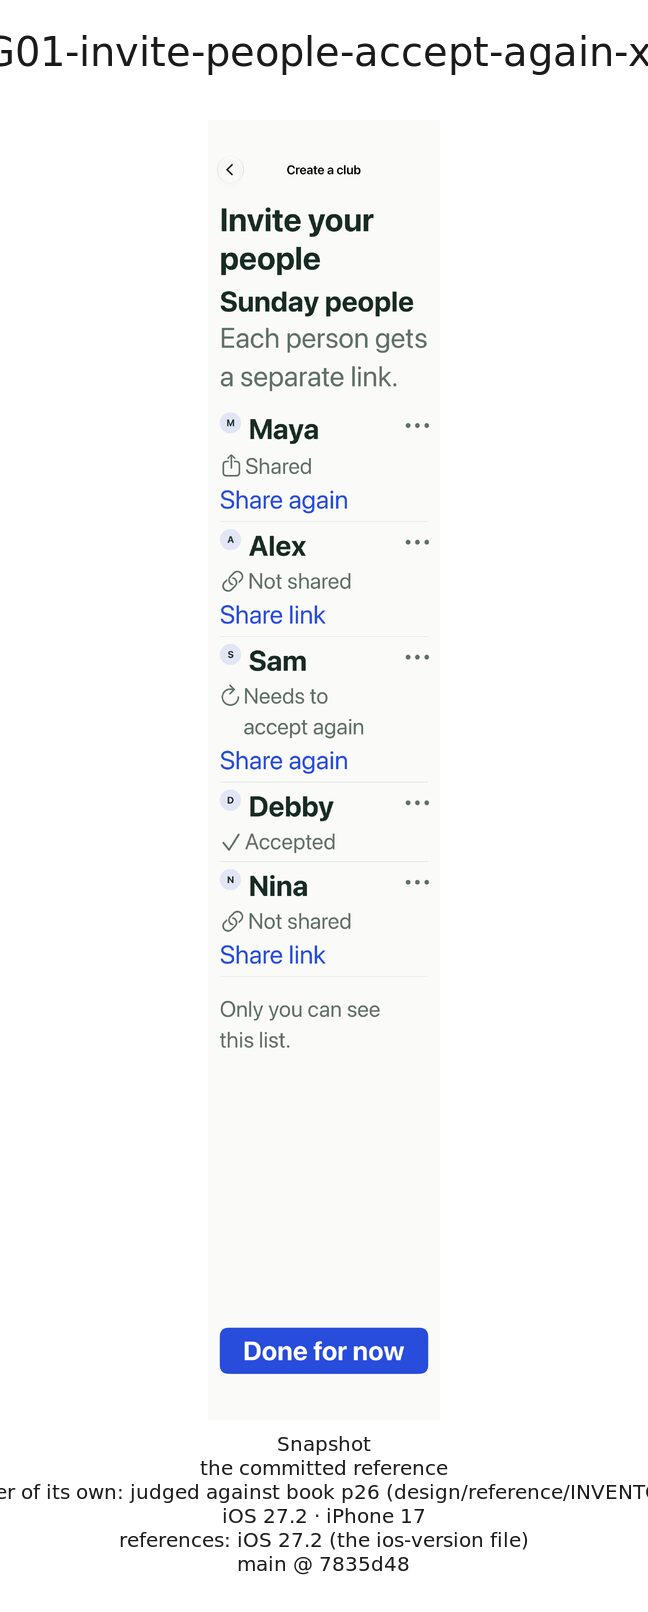 G01-invite-people-accept-again-x
Create a club
Invite your
people
Sunday people
Each person gets
a separate link.
M Maya
Shared
Share again
A Alex
Not shared
Share link
S Sam
Needs to
accept again
Share again
D Debby
Accepted
N Nina
Not shared
Share link
Only you can see
this list.
Done for now
Snapshot
the committed reference
er of its own: judged against book p26 (design/reference/INVENTO
iOS 27.2 · iPhone 17
references: iOS 27.2 (the ios-version file)
main @ 7835d48